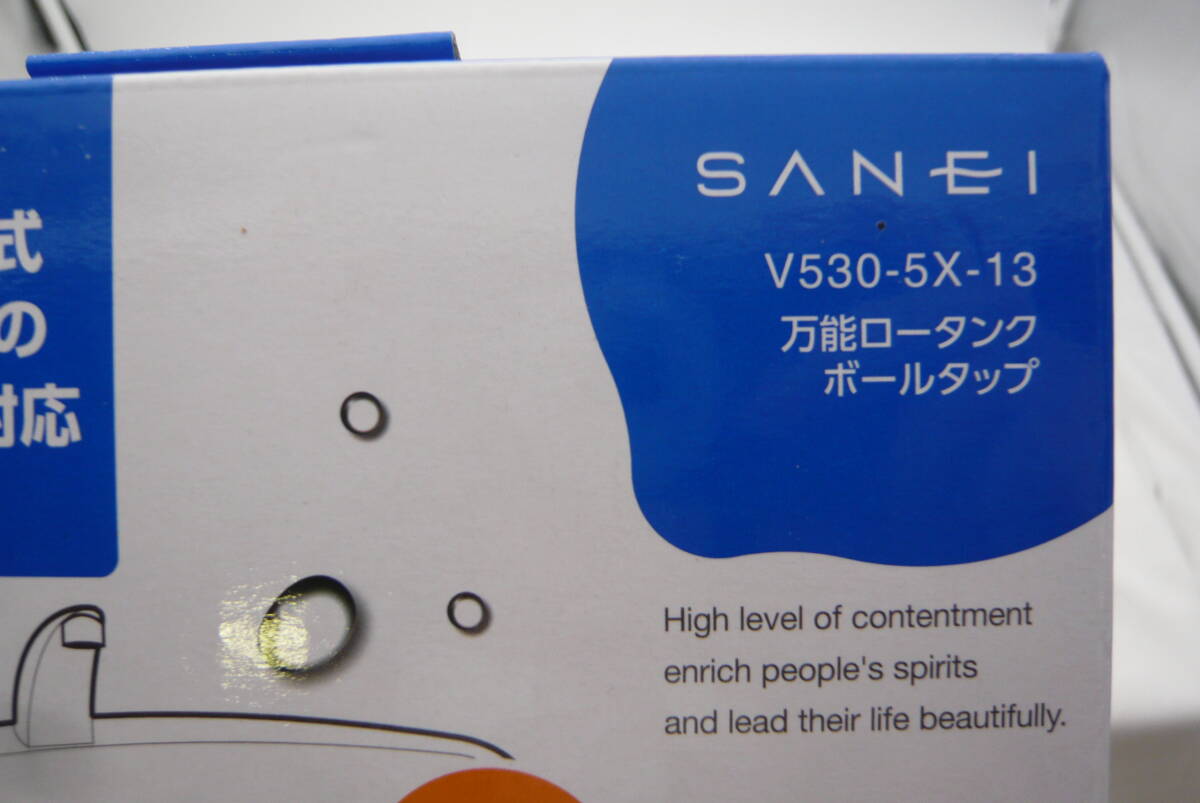 式
の
対応
SANEI
V530-5X-13
万能ロータンク
ボールタップ
High level of contentment
enrich people's spirits
and lead their life beautifully.